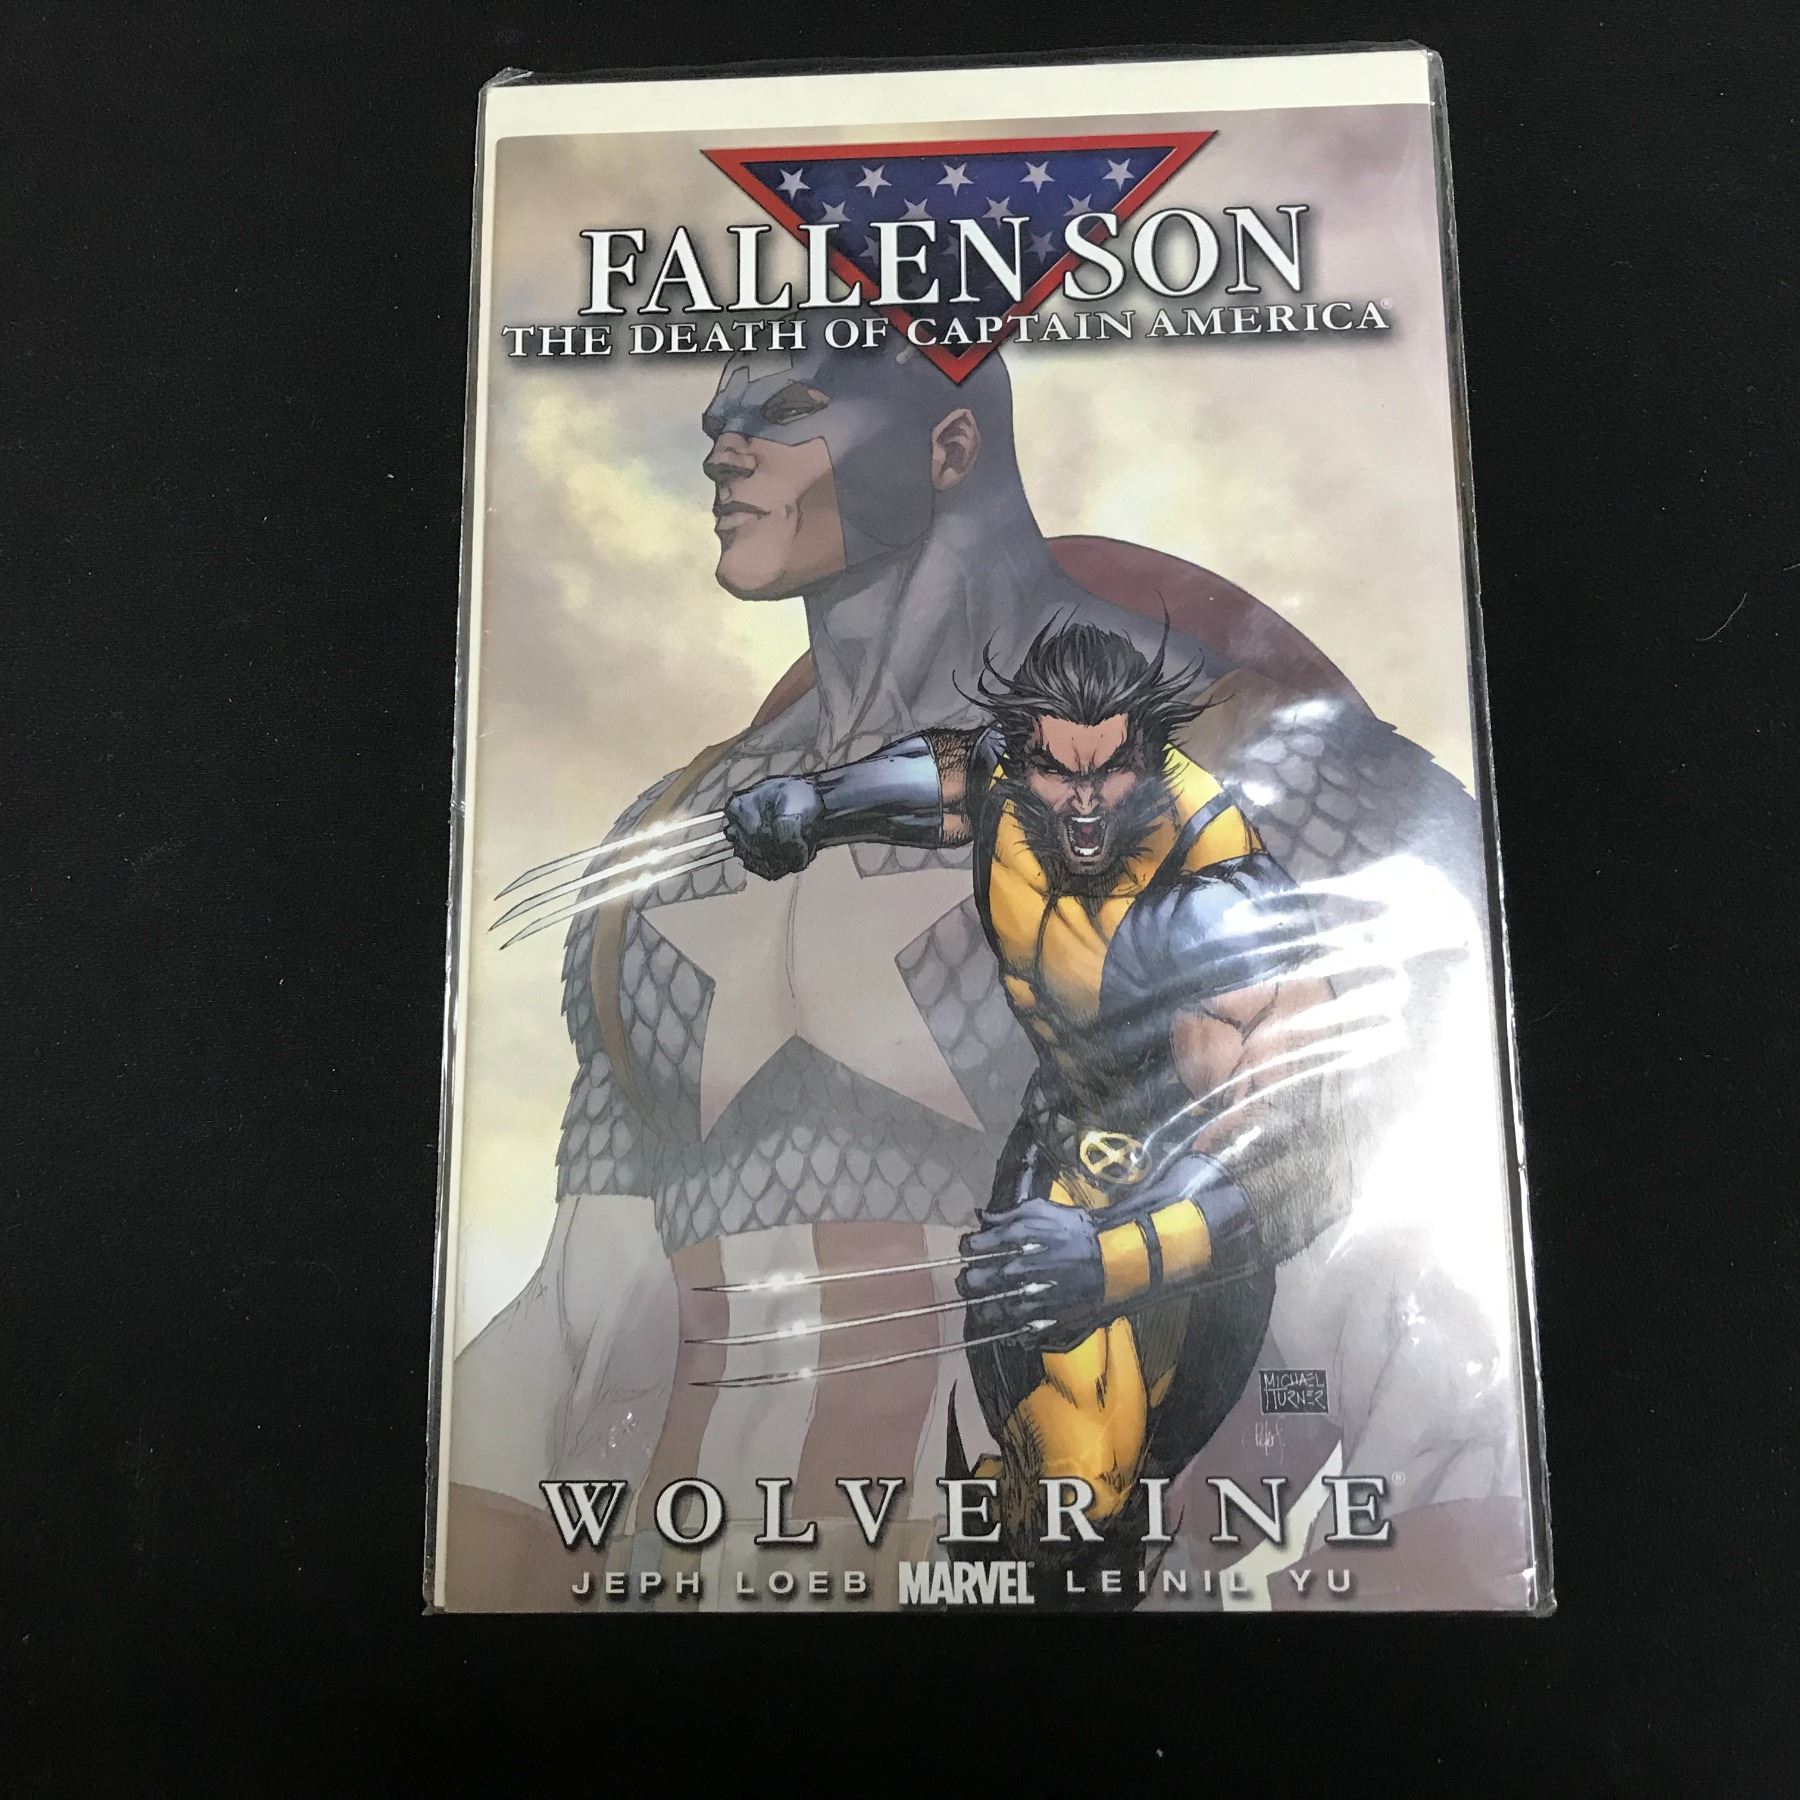 FALLEN SON
THE DEATH OF CAPTAIN AMERICA®
MICHAEL
TURNER
WOLVERINE®
JEPH LOEB MARVEL LEINIL YU